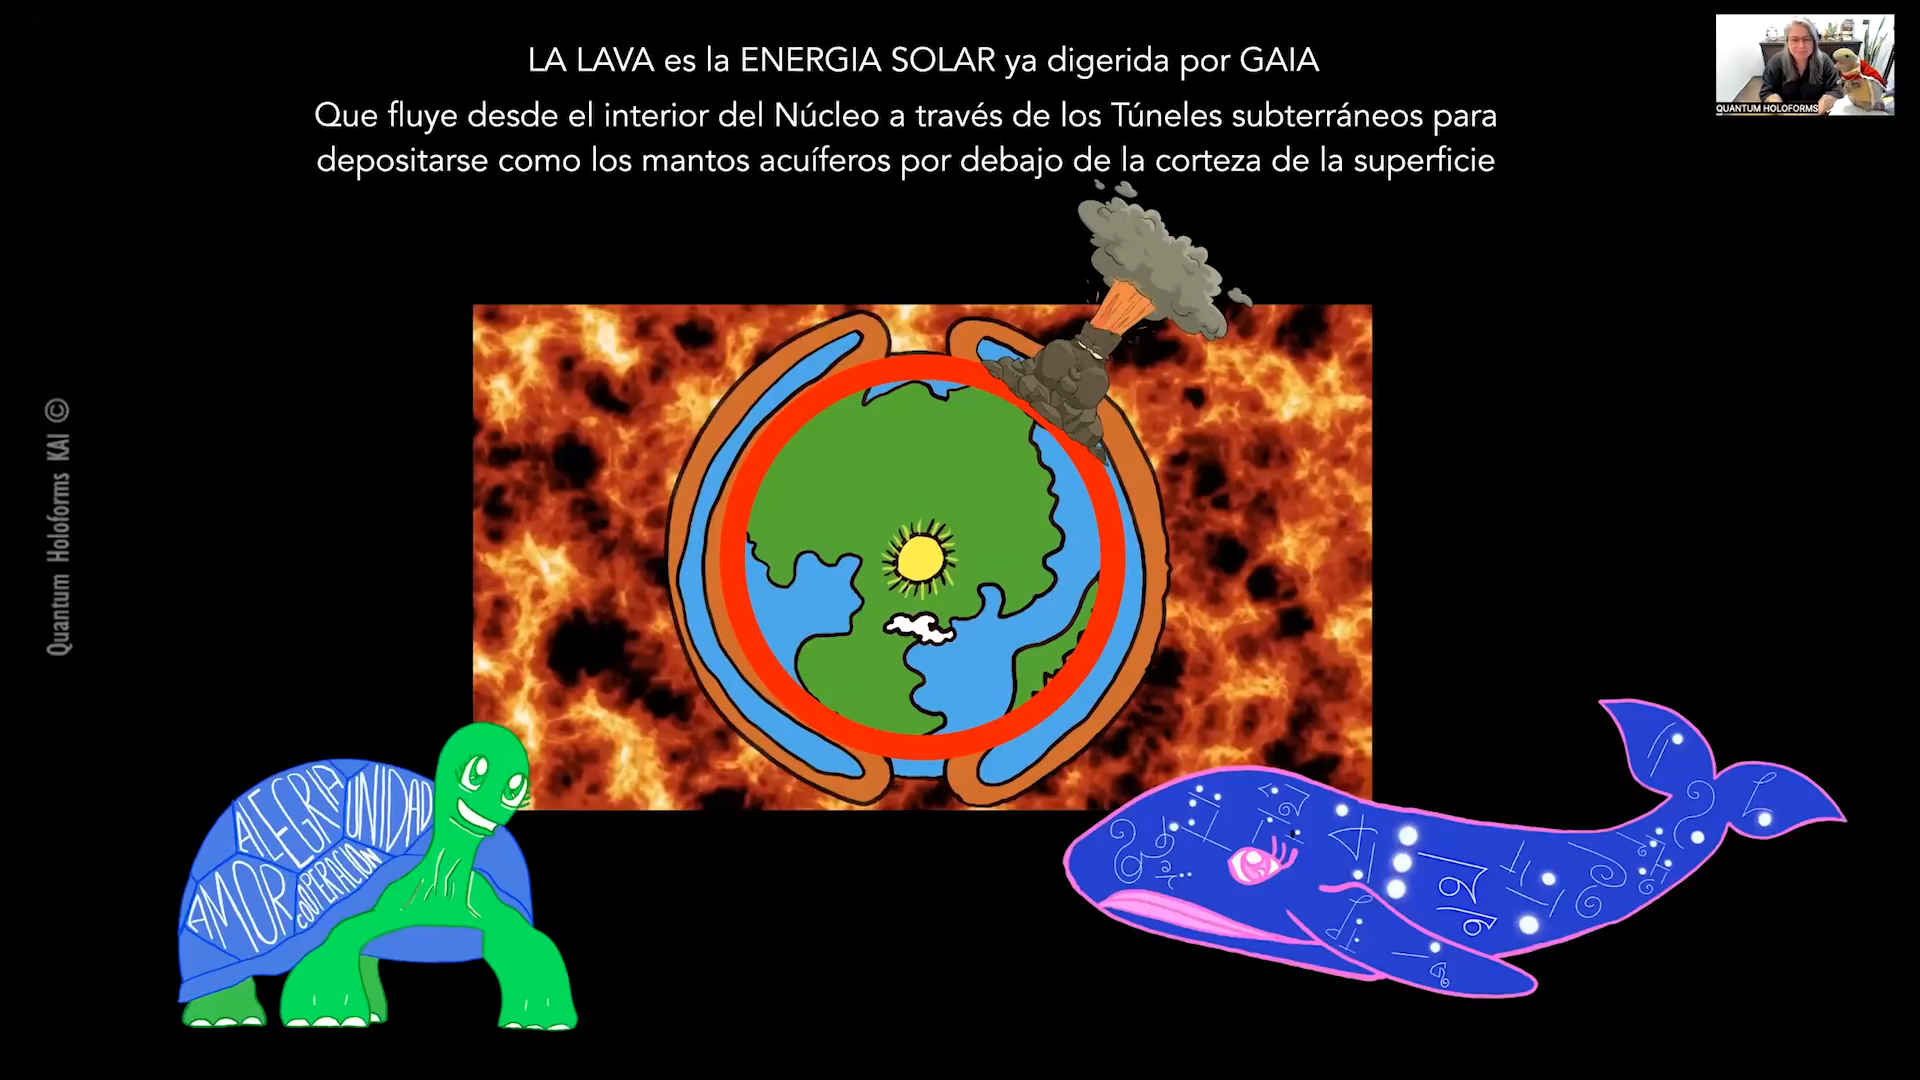 LA LAVA es la ENERGIA SOLAR ya digerida por GAIA
Que fluye desde el interior del Núcleo a través de los Túneles subterráneos para
depositarse como los mantos acuíferos por debajo de la corteza de la superficie
QUANTUM HOLOFORMS
Quantum Holoforms KAI ©
ALEGRIA
UNIDAD
AMOR
COOPERACION